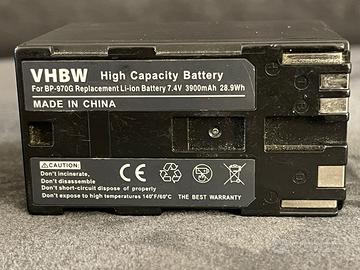 VHBW High Capacity Battery
For BP-970G Replacement Li-ion Battery 7.4V 3900mAh 28.9Wh
MADE IN CHINA
CAUTION:
Don't incinerate,
Don't disassemble
Don't short-circuit dispose of properly
Don't expose to high temperatures 140°F/60°C THE BEST WARRANTY
CE